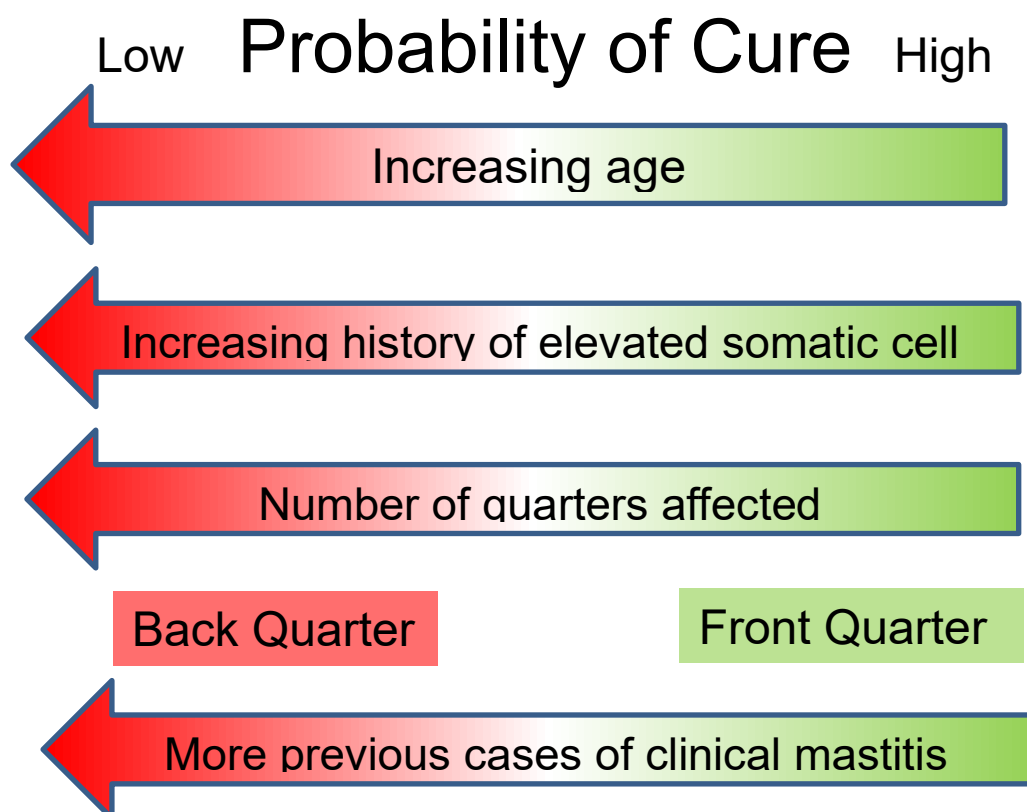 Low Probability of Cure High
Increasing age
Increasing history of elevated somatic cell
Number of quarters affected
Back Quarter Front Quarter
More previous cases of clinical mastitis